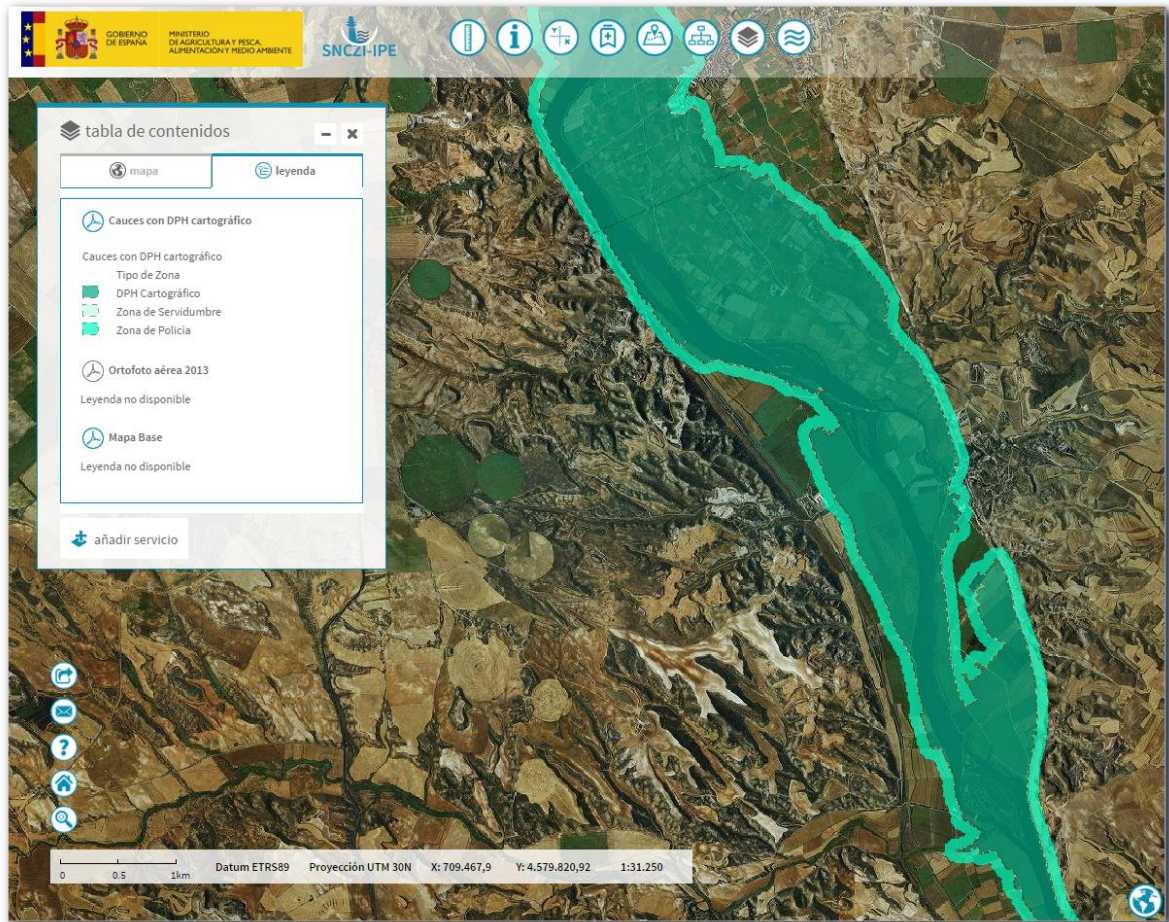 GOBIERNO
DE ESPAÑA
MINISTERIO
DE AGRICULTURA Y PESCA,
ALIMENTACIÓN Y MEDIO AMBIENTE
SNCZI-IPE
tabla de contenidos
mapa
leyenda
Cauces con DPH cartográfico
Cauces con DPH cartográfico
Tipo de Zona
DPH Cartográfico
Zona de Servidumbre
Zona de Policia
Ortofoto aérea 2013
Leyenda no disponible
Mapa Base
Leyenda no disponible
añadir servicio
0 0.5 1km
Datum ETRS89 Proyección UTM 30N X: 709.467,9 Y: 4.579.820,92 1:31.250